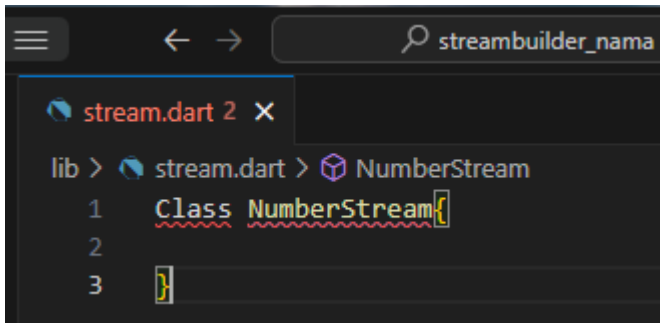 streambuilder_nama
stream.dart 2
lib > stream.dart > NumberStream
1 Class NumberStream{
2
3 }